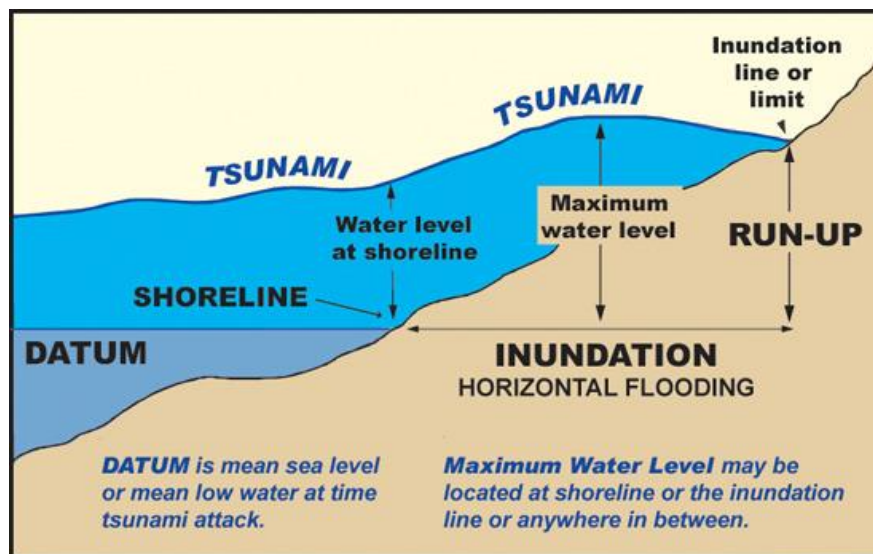 Inundation
line or
limit
TSUNAMI
TSUNAMI
Water level
at shoreline
Maximum
water level
RUN-UP
SHORELINE
DATUM
INUNDATION
HORIZONTAL FLOODING
DATUM is mean sea level
or mean low water at time
tsunami attack.
Maximum Water Level may be
located at shoreline or the inundation
line or anywhere in between.